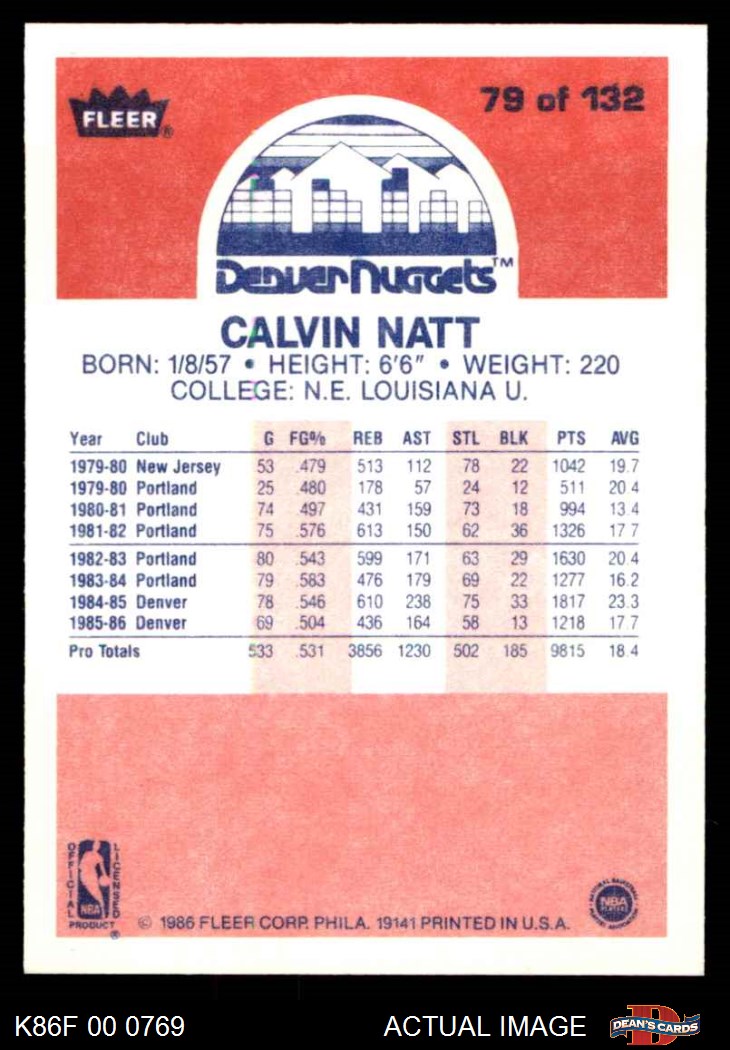 FLEER®
79 of 132
Denver Nuggets™
CALVIN NATT
BORN: 1/8/57 • HEIGHT: 6'6" • WEIGHT: 220
COLLEGE: N.E. LOUISIANA U.
Year Club G FG% REB AST STL BLK PTS AVG
1979-80 New Jersey 53 .479 513 112 78 22 1042 19.7
1979-80 Portland 25 .480 178 57 24 12 511 20.4
1980-81 Portland 74 .497 431 159 73 18 994 13.4
1981-82 Portland 75 .576 613 150 62 36 1326 17.7
1982-83 Portland 80 .543 599 171 63 29 1630 20.4
1983-84 Portland 79 .583 476 179 69 22 1277 16.2
1984-85 Denver 78 .546 610 238 75 33 1817 23.3
1985-86 Denver 69 .504 436 164 58 13 1218 17.7
Pro Totals 533 .531 3856 1230 502 185 9815 18.4
OFFICIAL LICENSED
NBA
PRODUCT ®
© 1986 FLEER CORP. PHILA. 19141 PRINTED IN U.S.A.
NATIONAL BASKETBALL
NBA
PLAYERS
ASSOCIATION
K86F 00 0769
ACTUAL IMAGE
D
DEAN'S CARDS